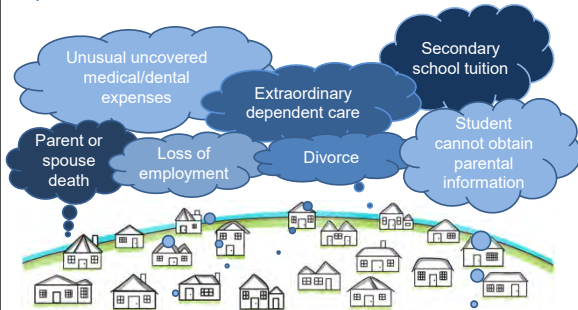 Unusual uncovered
medical/dental
expenses
Secondary
school tuition
Extraordinary
dependent care
Parent or
spouse
death
Loss of
employment
Divorce
Student
cannot obtain
parental
information